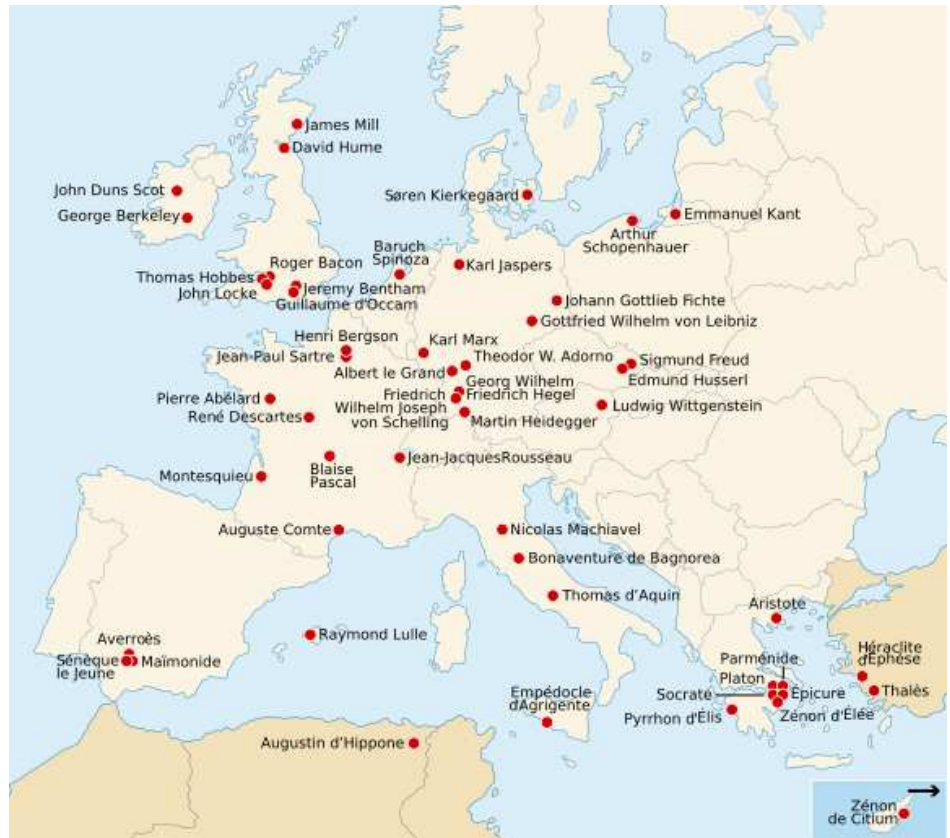 James Mill
David Hume
John Duns Scot
Søren Kierkegaard
George Berkeley
Emmanuel Kant
Arthur
Schopenhauer
Baruch
Spinoza
Roger Bacon
Karl Jaspers
Thomas Hobbes
John Locke
Jeremy Bentham
Guillaume d'Occam
Johann Gottlieb Fichte
Gottfried Wilhelm von Leibniz
Henri Bergson
Karl Marx
Jean-Paul Sartre
Theodor W. Adorno
Sigmund Freud
Albert le Grand
Edmund Husserl
Georg Wilhelm
Friedrich Hegel
Pierre Abélard
Friedrich
Wilhelm Joseph
von Schelling
Ludwig Wittgenstein
René Descartes
Martin Heidegger
Blaise
Pascal
Jean-JacquesRousseau
Montesquieu
Auguste Comte
Nicolas Machiavel
Bonaventure de Bagnorea
Thomas d'Aquin
Aristote
Raymond Lulle
Averroès
Sénèque
le Jeune
Maïmonide
Héraclite
d'Éphèse
Parménide
Platon
Socrate
Épicure
Thalès
Empédocle
d'Agrigente
Pyrrhon d'Élis
Zénon d'Élée
Augustin d'Hippone
Zénon
de Citium